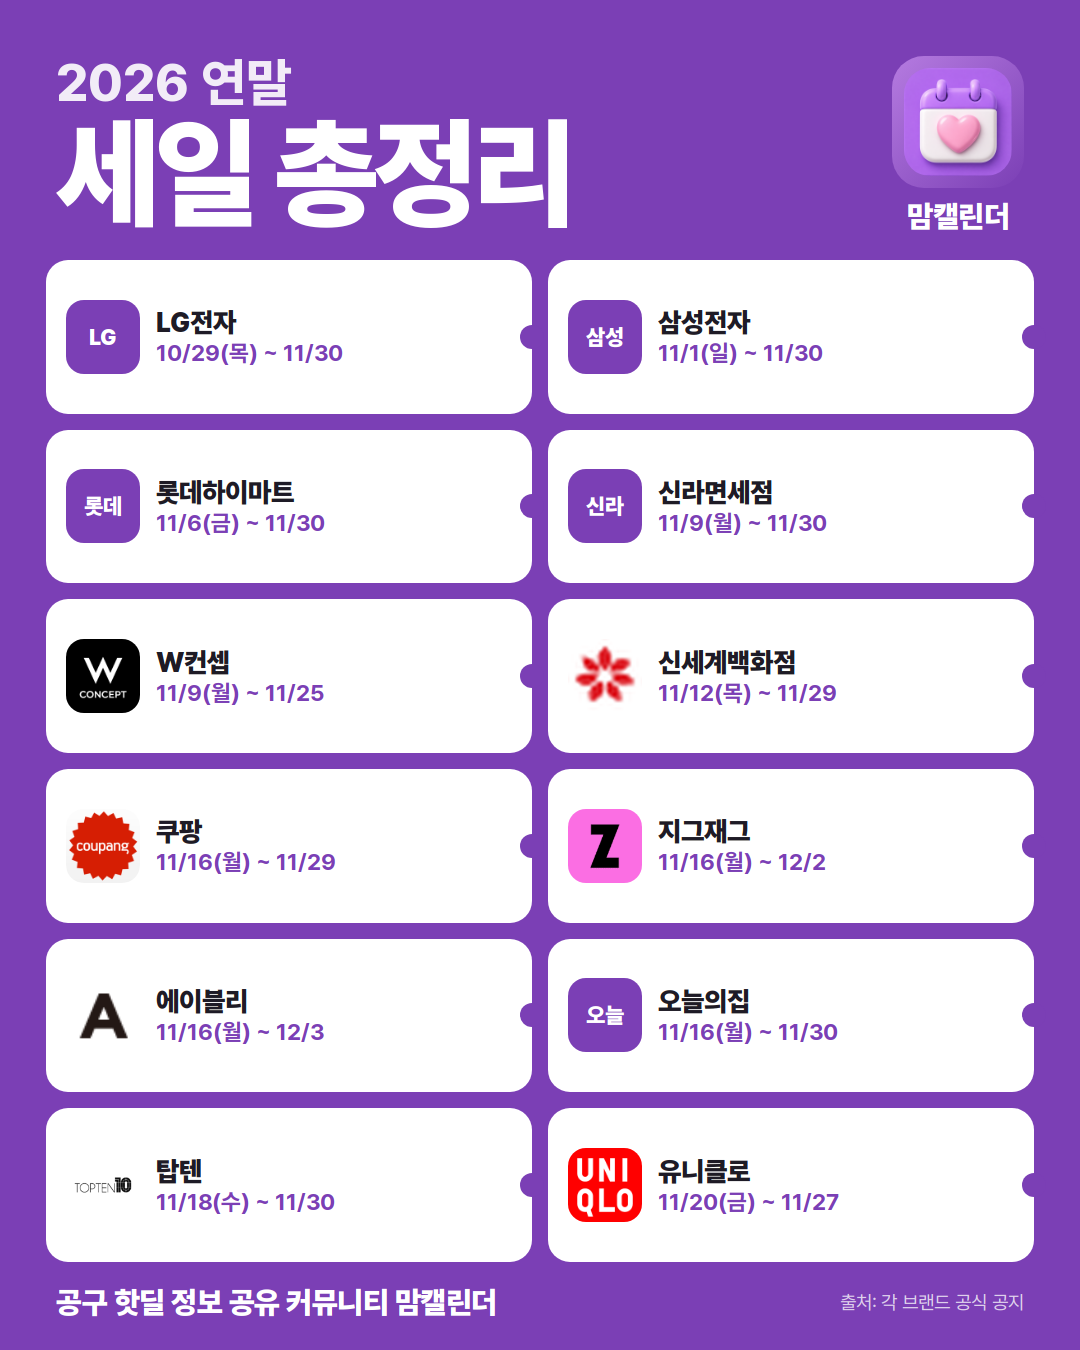 2026 연말
세일 총정리
맘캘린더
LG
LG전자
10/29(목) ~ 11/30
삼성
삼성전자
11/1(일) ~ 11/30
롯데
롯데하이마트
11/6(금) ~ 11/30
신라
신라면세점
11/9(월) ~ 11/30
W
CONCEPT
W컨셉
11/9(월) ~ 11/25
신세계백화점
11/12(목) ~ 11/29
coupang
쿠팡
11/16(월) ~ 11/29
Z
지그재그
11/16(월) ~ 12/2
A
에이블리
11/16(월) ~ 12/3
오늘
오늘의집
11/16(월) ~ 11/30
TOPTEN10
탑텐
11/18(수) ~ 11/30
UNI
QLO
유니클로
11/20(금) ~ 11/27
공구 핫딜 정보 공유 커뮤니티 맘캘린더
출처: 각 브랜드 공식 공지